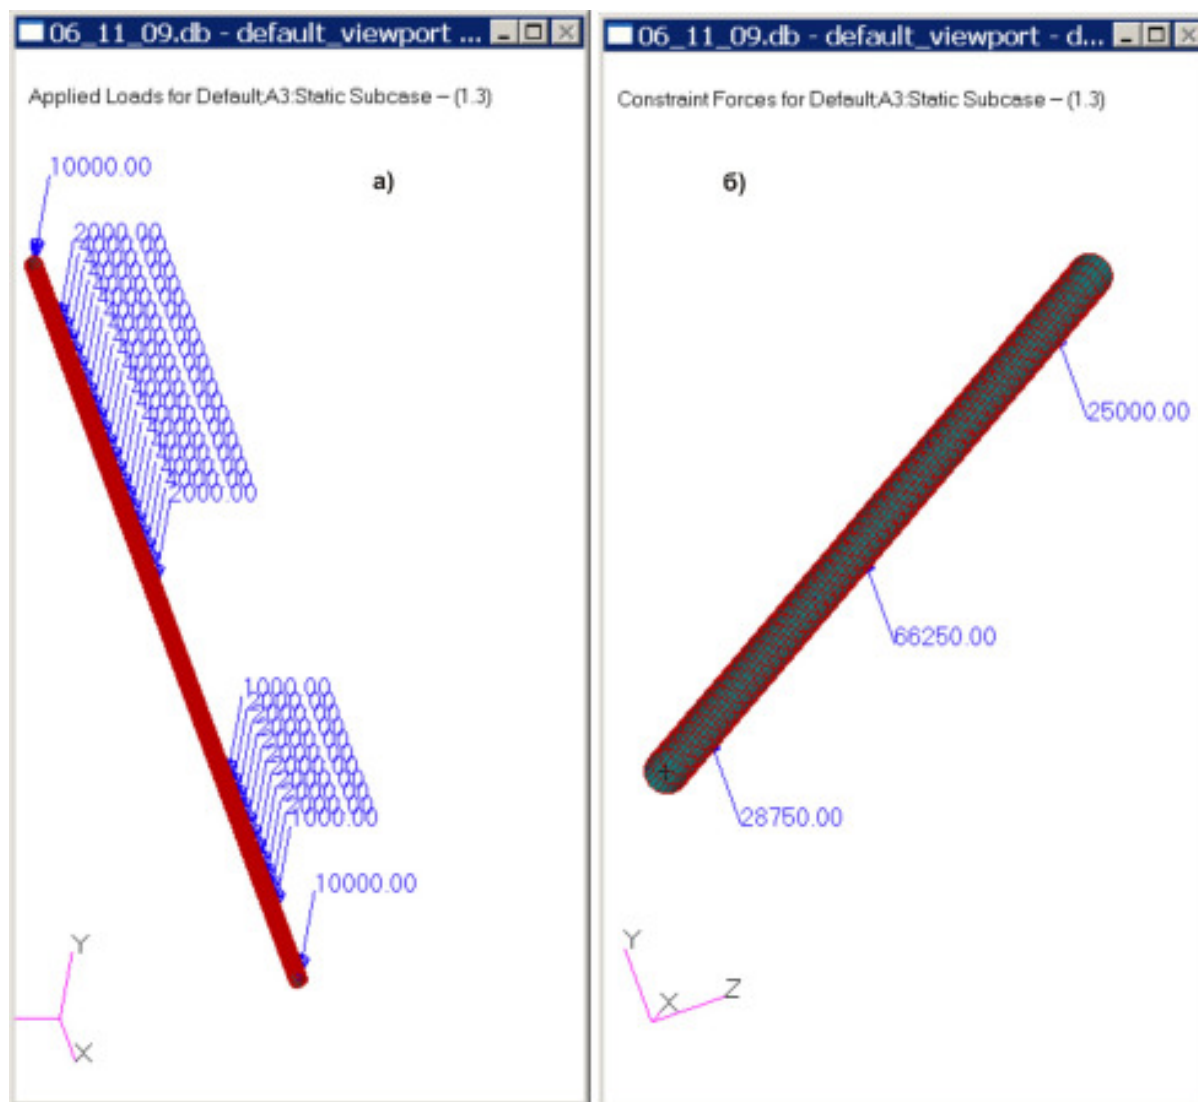 06_11_09.db - default_viewport ...
Applied Loads for Default,A3:Static Subcase – (1.3)
10000.00
а)
2000.00
2000.00
1000.00
1000.00
10000.00
Y
X
06_11_09.db - default_viewport - d...
Constraint Forces for Default,A3:Static Subcase – (1.3)
б)
25000.00
66250.00
28750.00
Y
X
Z